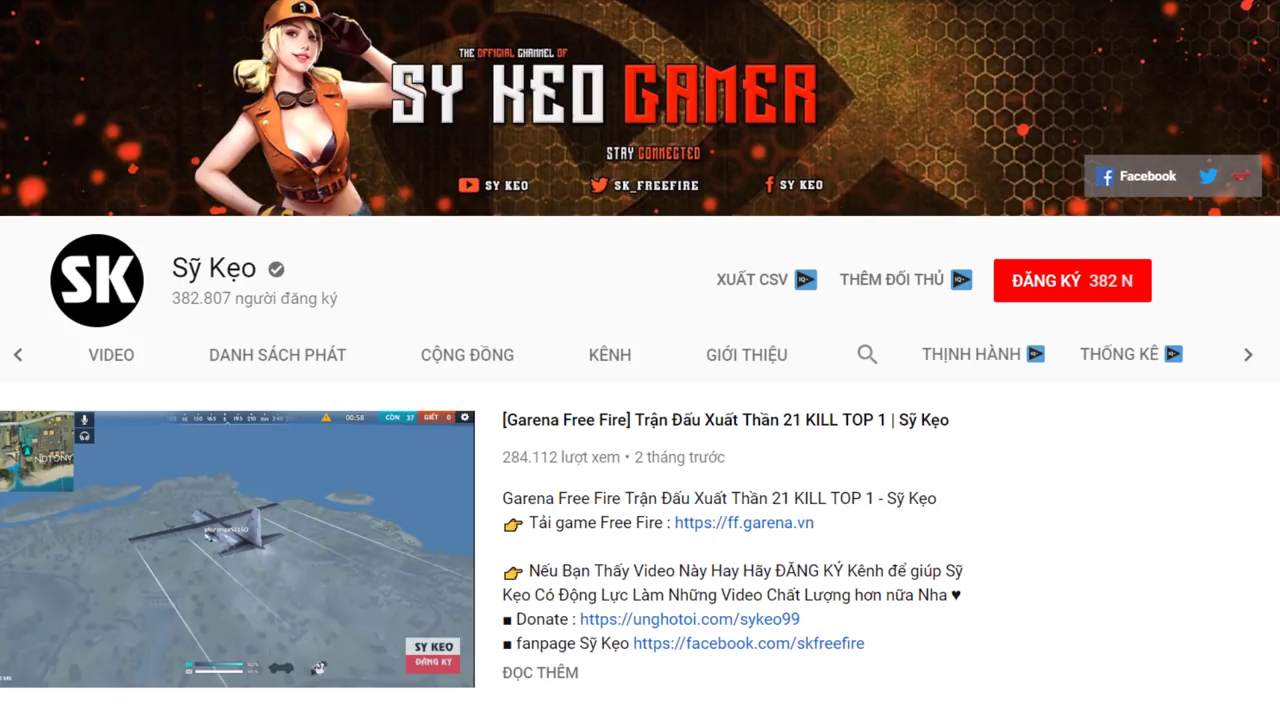 THE OFFICIAL CHANNEL OF
SY KEO GAMER
STAY CONNECTED
SY KEO SK_FREEFIRE SY KEO
Facebook
SK
Sỹ Kẹo
382.807 người đăng ký
XUẤT CSV THÊM ĐỐI THỦ ĐĂNG KÝ 382 N
VIDEO DANH SÁCH PHÁT CỘNG ĐỒNG KÊNH GIỚI THIỆU THỊNH HÀNH THỐNG KÊ
00:58 CÒN 37 GIẾT 0
SY KEO
ĐĂNG KÝ
[Garena Free Fire] Trận Đấu Xuất Thần 21 KILL TOP 1 | Sỹ Kẹo
284.112 lượt xem • 2 tháng trước
Garena Free Fire Trận Đấu Xuất Thần 21 KILL TOP 1 - Sỹ Kẹo
👉 Tải game Free Fire : https://ff.garena.vn
👉 Nếu Bạn Thấy Video Này Hay Hãy ĐĂNG KÝ Kênh để giúp Sỹ
Kẹo Có Động Lực Làm Những Video Chất Lượng hơn nữa Nha ♥
■ Donate : https://unghotoi.com/sykeo99
■ fanpage Sỹ Kẹo https://facebook.com/skfreefire
ĐỌC THÊM